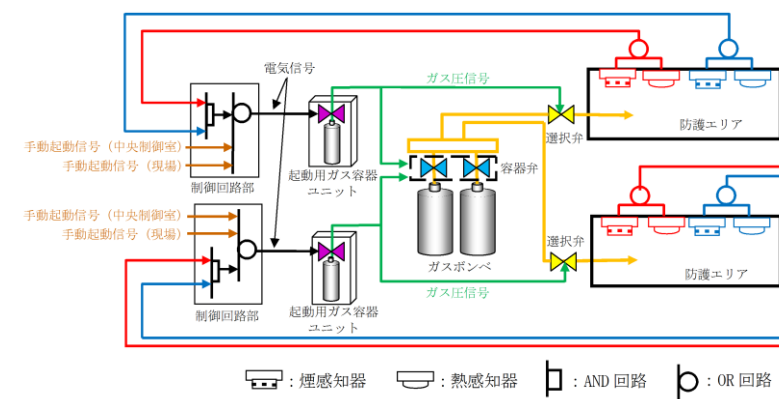 電気信号
ガス圧信号
選択弁
防護エリア
手動起動信号（中央制御室）
手動起動信号（現場）
制御回路部
起動用ガス容器
ユニット
容器弁
手動起動信号（中央制御室）
手動起動信号（現場）
ガスボンベ
選択弁
防護エリア
ガス圧信号
制御回路部
起動用ガス容器
ユニット
：煙感知器
：熱感知器
：AND 回路
：OR 回路